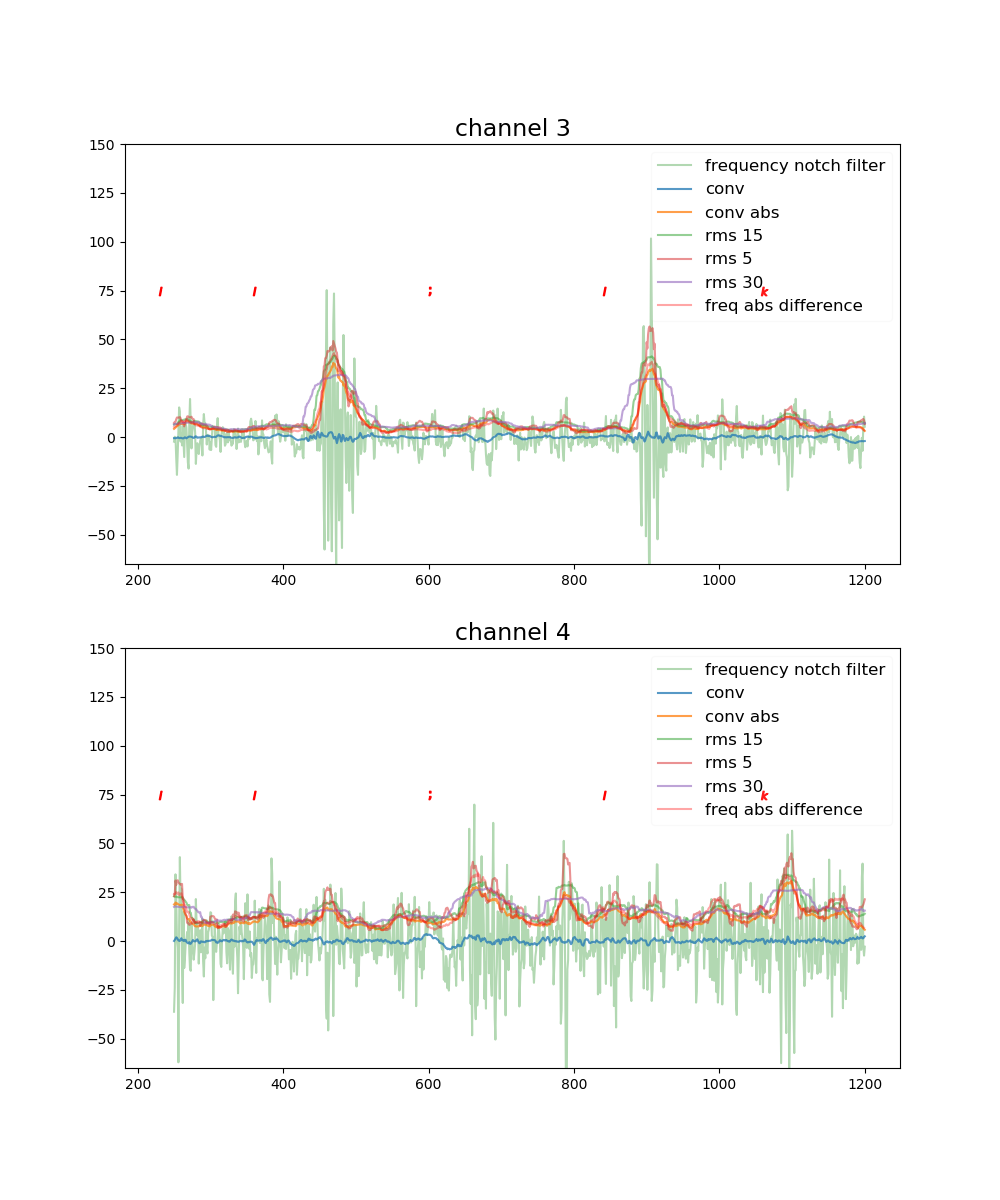 channel 3
150
125
100
75
50
25
0
−25
−50
frequency notch filter
conv
conv abs
rms 15
rms 5
rms 30
freq abs difference
l l ; l k
200 400 600 800 1000 1200
channel 4
150
125
100
75
50
25
0
−25
−50
frequency notch filter
conv
conv abs
rms 15
rms 5
rms 30
freq abs difference
l l ; l k
200 400 600 800 1000 1200